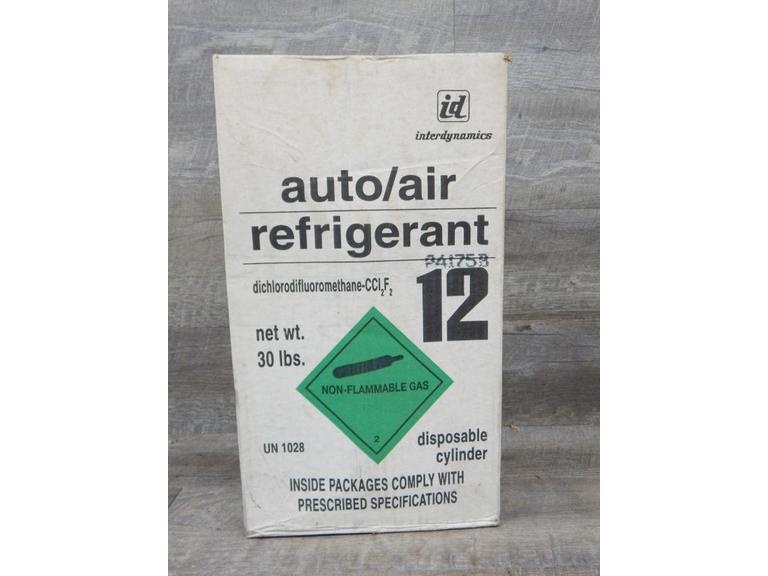 id
interdynamics
auto/air
refrigerant
P41758
dichlorodifluoromethane-CCl₂F₂
12
net wt.
30 lbs.
NON-FLAMMABLE GAS
2
UN 1028
disposable
cylinder
INSIDE PACKAGES COMPLY WITH
PRESCRIBED SPECIFICATIONS